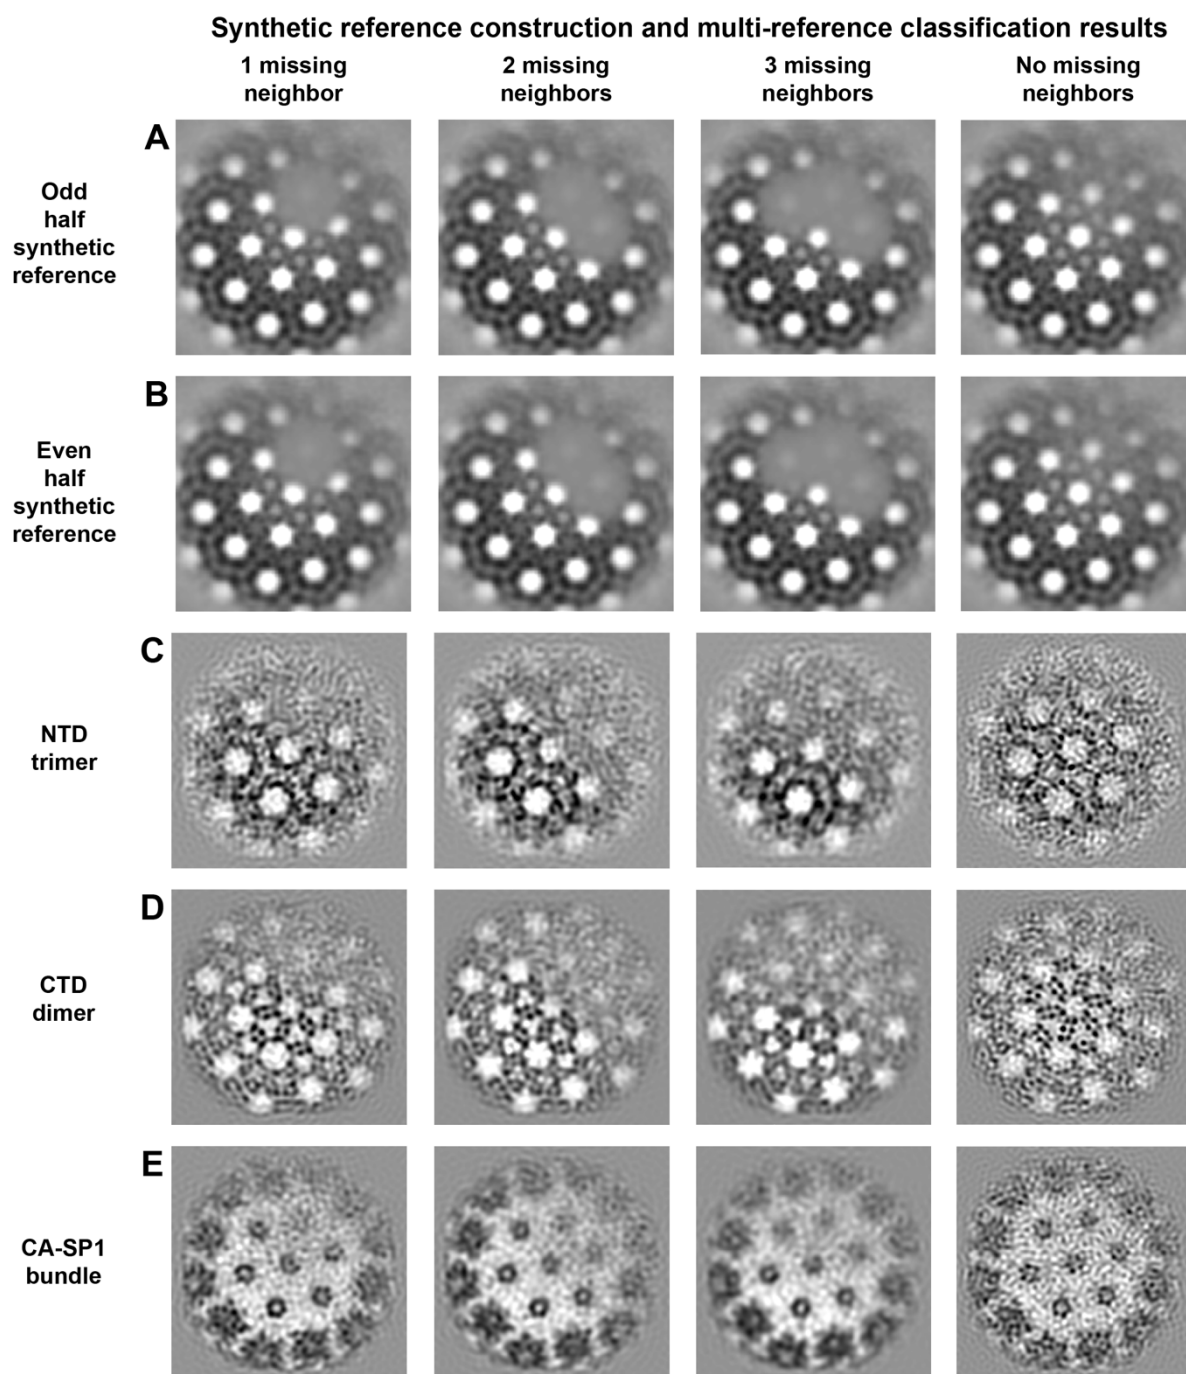 Synthetic reference construction and multi-reference classification results
1 missing
neighbor
2 missing
neighbors
3 missing
neighbors
No missing
neighbors
A
Odd
half
synthetic
reference
B
Even
half
synthetic
reference
C
NTD
trimer
D
CTD
dimer
E
CA-SP1
bundle